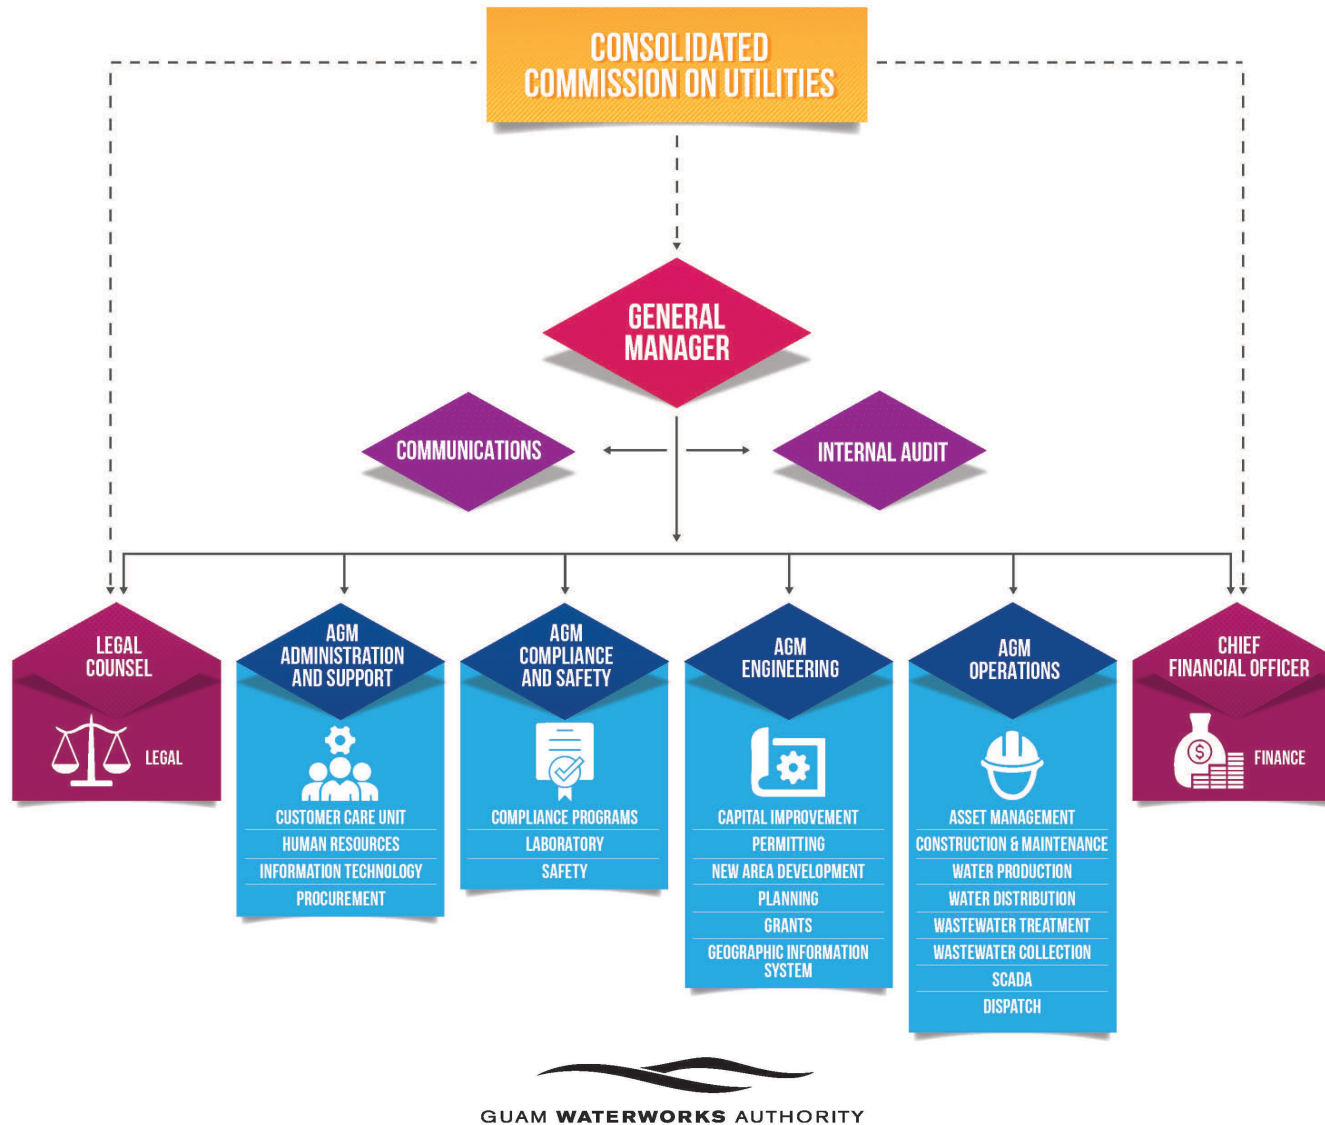 CONSOLIDATED
COMMISSION ON UTILITIES
GENERAL
MANAGER
COMMUNICATIONS
INTERNAL AUDIT
LEGAL
COUNSEL
LEGAL
AGM
ADMINISTRATION
AND SUPPORT
CUSTOMER CARE UNIT
HUMAN RESOURCES
INFORMATION TECHNOLOGY
PROCUREMENT
AGM
COMPLIANCE
AND SAFETY
COMPLIANCE PROGRAMS
LABORATORY
SAFETY
AGM
ENGINEERING
CAPITAL IMPROVEMENT
PERMITTING
NEW AREA DEVELOPMENT
PLANNING
GRANTS
GEOGRAPHIC INFORMATION
SYSTEM
AGM
OPERATIONS
ASSET MANAGEMENT
CONSTRUCTION & MAINTENANCE
WATER PRODUCTION
WATER DISTRIBUTION
WASTEWATER TREATMENT
WASTEWATER COLLECTION
SCADA
DISPATCH
CHIEF
FINANCIAL OFFICER
$
FINANCE
GUAM WATERWORKS AUTHORITY